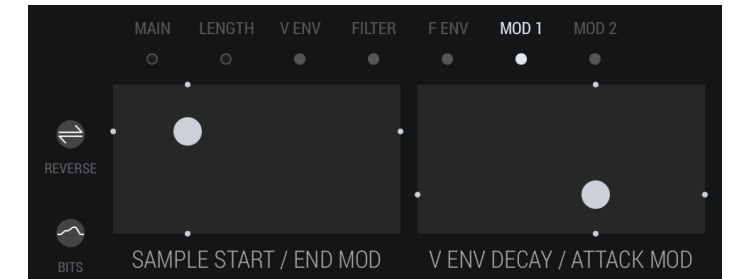 MAIN LENGTH V ENV FILTER F ENV MOD 1 MOD 2
REVERSE
BITS
SAMPLE START / END MOD V ENV DECAY / ATTACK MOD